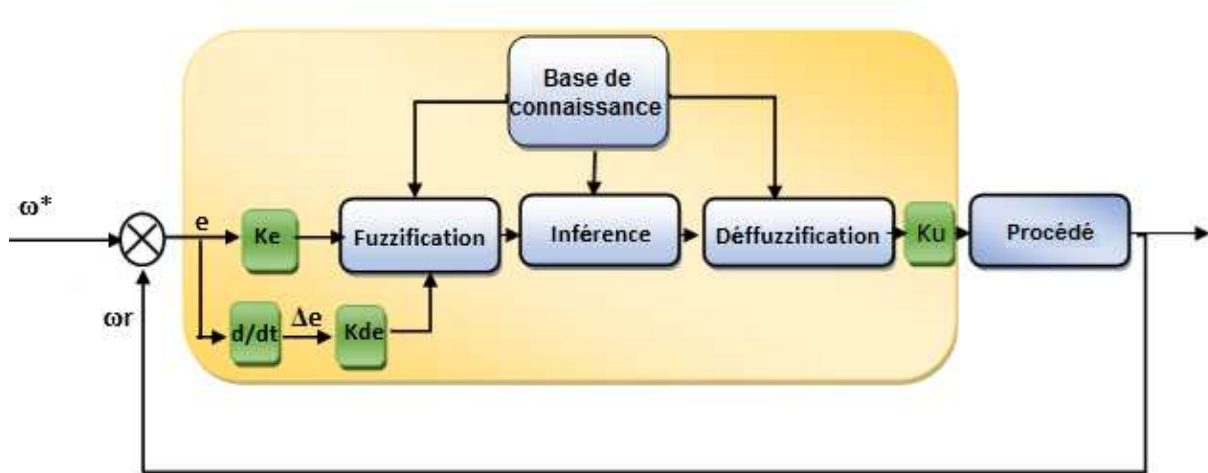 Base de
connaissance
ω*
e
Ke
Fuzzification
Inférence
Déffuzzification
Ku
Procédé
ωr
d/dt
Δe
Kde